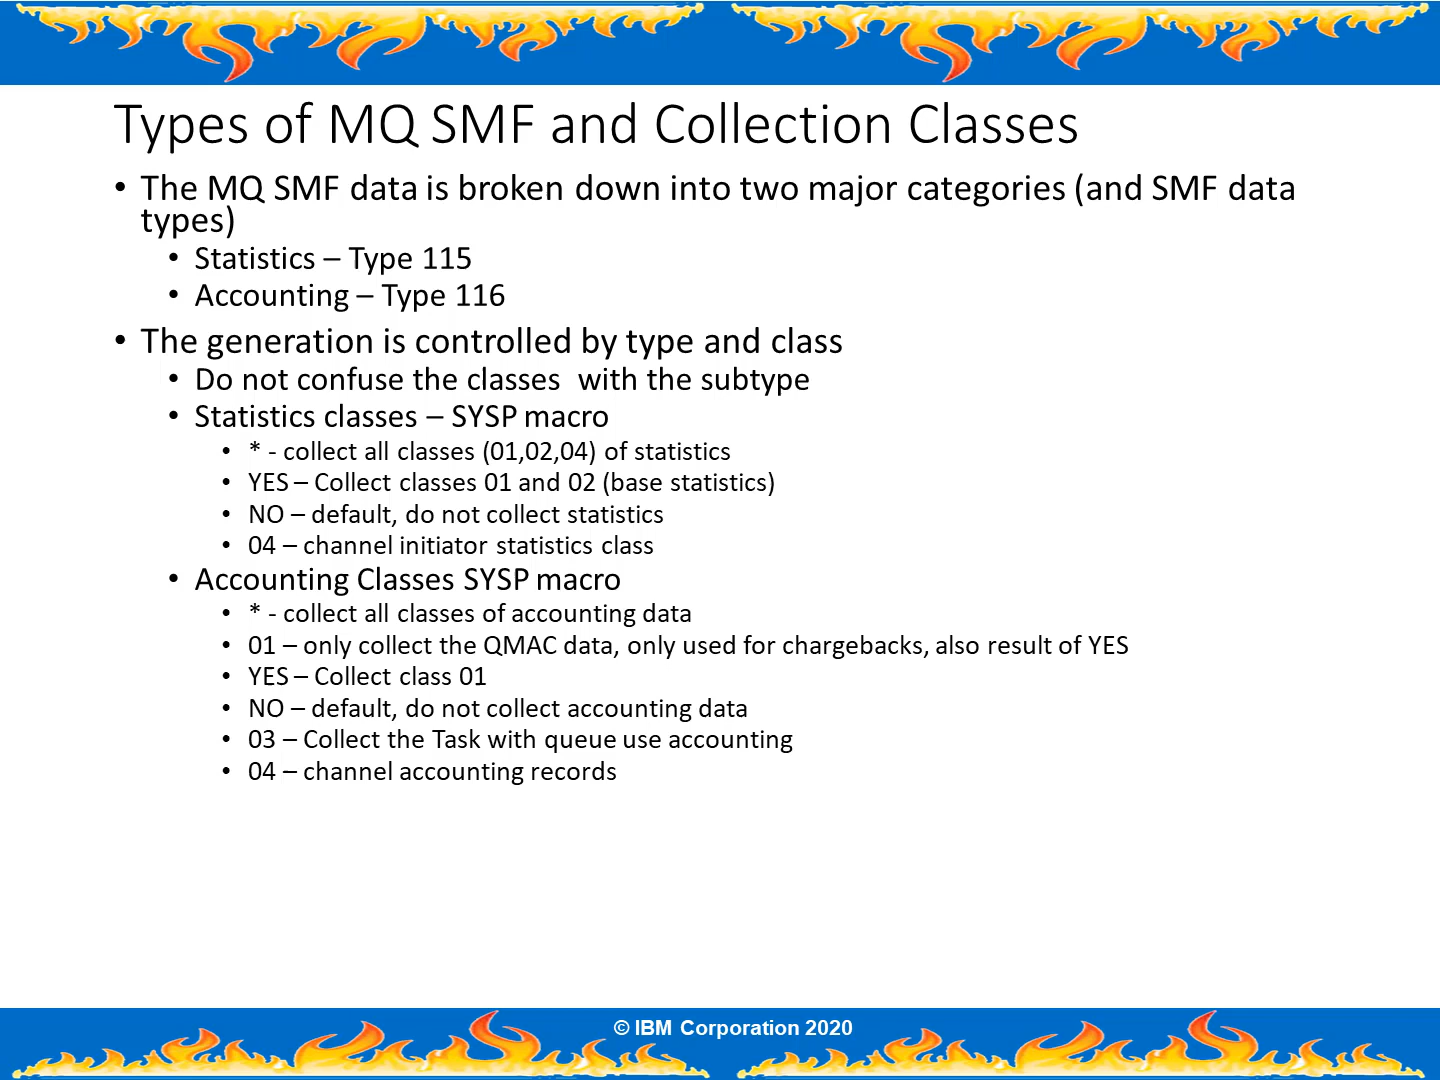 Types of MQ SMF and Collection Classes
• The MQ SMF data is broken down into two major categories (and SMF data
types)
• Statistics – Type 115
• Accounting – Type 116
• The generation is controlled by type and class
• Do not confuse the classes  with the subtype
• Statistics classes – SYSP macro
• * - collect all classes (01,02,04) of statistics
• YES – Collect classes 01 and 02 (base statistics)
• NO – default, do not collect statistics
• 04 – channel initiator statistics class
• Accounting Classes SYSP macro
• * - collect all classes of accounting data
• 01 – only collect the QMAC data, only used for chargebacks, also result of YES
• YES – Collect class 01
• NO – default, do not collect accounting data
• 03 – Collect the Task with queue use accounting
• 04 – channel accounting records
© IBM Corporation 2020